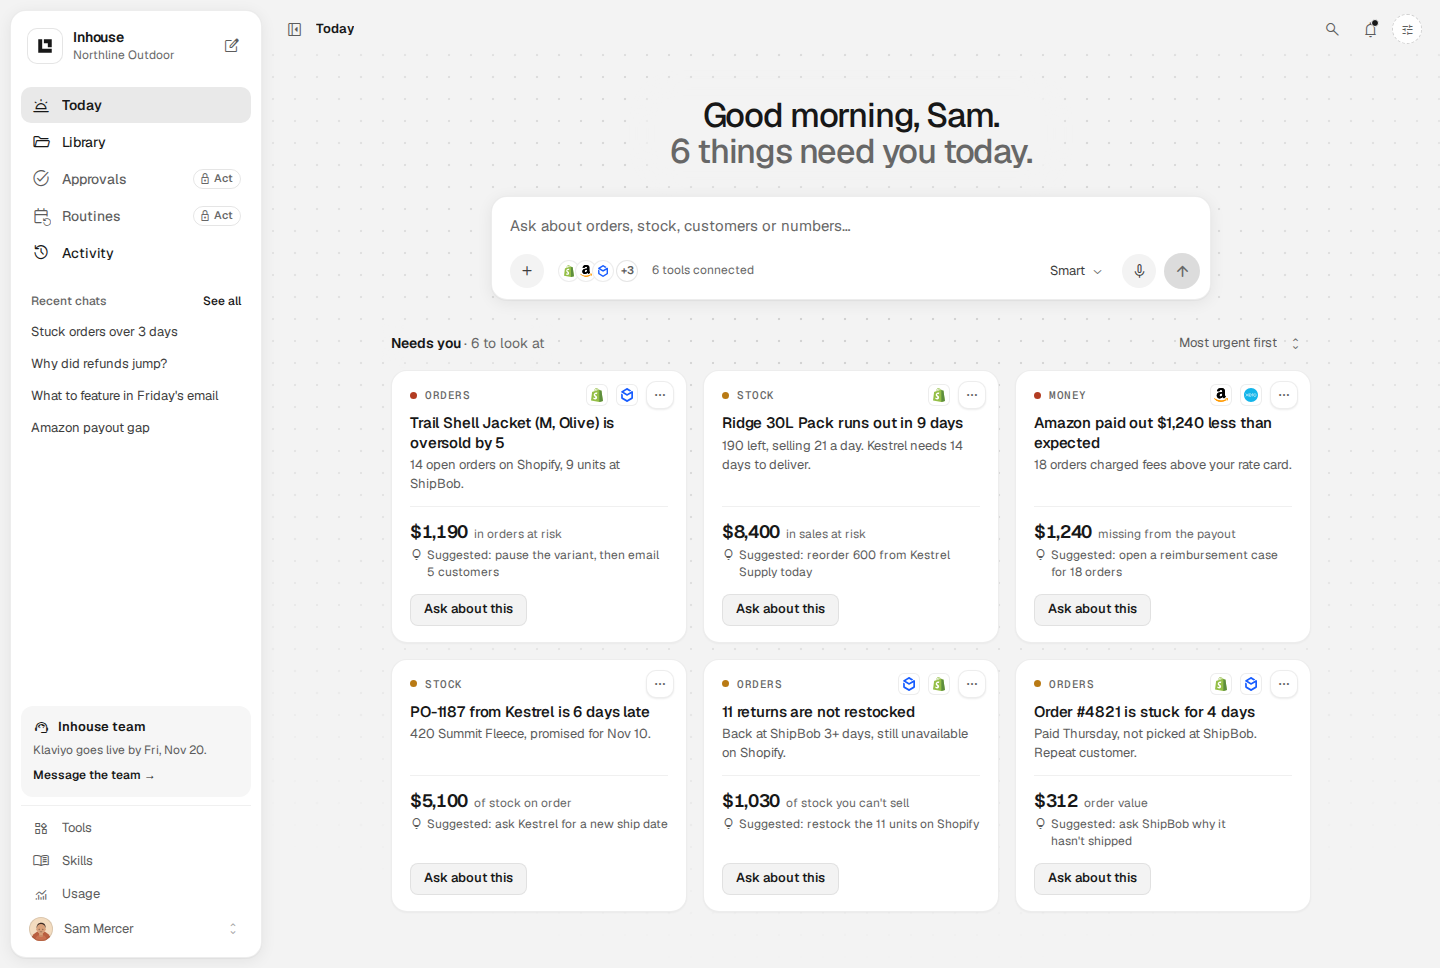 Inhouse
Northline Outdoor
Today
Library
Approvals
Act
Routines
Act
Activity
Recent chats
See all
Stuck orders over 3 days
Why did refunds jump?
What to feature in Friday's email
Amazon payout gap
Inhouse team
Klaviyo goes live by Fri, Nov 20.
Message the team →
Tools
Skills
Usage
Sam Mercer
Today
Good morning, Sam.
6 things need you today.
Ask about orders, stock, customers or numbers...
+3
6 tools connected
Smart
Needs you · 6 to look at
Most urgent first
ORDERS
Trail Shell Jacket (M, Olive) is
oversold by 5
14 open orders on Shopify, 9 units at
ShipBob.
$1,190 in orders at risk
Suggested: pause the variant, then email
5 customers
Ask about this
STOCK
Ridge 30L Pack runs out in 9 days
190 left, selling 21 a day. Kestrel needs 14
days to deliver.
$8,400 in sales at risk
Suggested: reorder 600 from Kestrel
Supply today
Ask about this
MONEY
Amazon paid out $1,240 less than
expected
18 orders charged fees above your rate card.
$1,240 missing from the payout
Suggested: open a reimbursement case
for 18 orders
Ask about this
STOCK
PO-1187 from Kestrel is 6 days late
420 Summit Fleece, promised for Nov 10.
$5,100 of stock on order
Suggested: ask Kestrel for a new ship date
Ask about this
ORDERS
11 returns are not restocked
Back at ShipBob 3+ days, still unavailable
on Shopify.
$1,030 of stock you can't sell
Suggested: restock the 11 units on Shopify
Ask about this
ORDERS
Order #4821 is stuck for 4 days
Paid Thursday, not picked at ShipBob.
Repeat customer.
$312 order value
Suggested: ask ShipBob why it
hasn't shipped
Ask about this